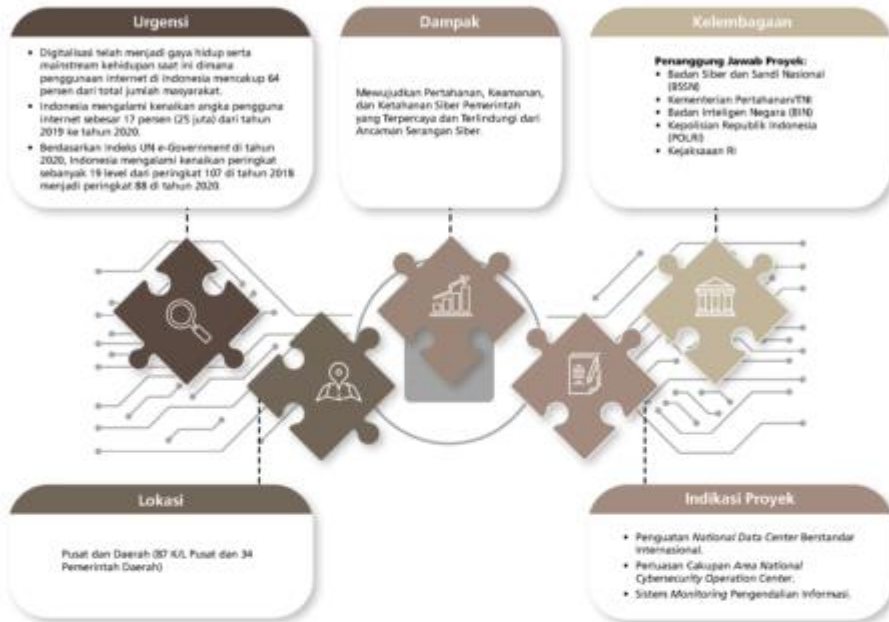 Urgensi
• Digitalisasi telah menjadi gaya hidup serta
mainstream kehidupan saat ini dimana
penggunaan internet di indonesia mencakup 64
persen dari total jumlah masyarakat.
• Indonesia mengalami kenaikan angka pengguna
internet sebesar 17 persen (25 juta) dari tahun
2019 ke tahun 2020.
• Berdasarkan Indeks UN e-Government di tahun
2020, Indonesia mengalami kenaikan peringkat
sebanyak 19 level dari peringkat 107 di tahun 2018
menjadi peringkat 88 di tahun 2020.
Dampak
Mewujudkan Pertahanan, Keamanan,
dan Ketahanan Siber Pemerintah
yang Terpercaya dan Terlindungi dari
Ancaman Serangan Siber.
Kelembagaan
Penanggung Jawab Proyek:
• Badan Siber dan Sandi Nasional
(BSSN)
• Kementerian Pertahanan/TNI
• Badan Inteligen Negara (BIN)
• Kepolisian Republik Indonesia
(POLRI)
• Kejaksaaan RI
Lokasi
Pusat dan Daerah (87 K/L Pusat dan 34
Pemerintah Daerah)
Indikasi Proyek
• Penguatan National Data Center Berstandar
Internasional.
• Perluasan Cakupan Area National
Cybersecurity Operation Center.
• Sistem Monitoring Pengendalian Informasi.